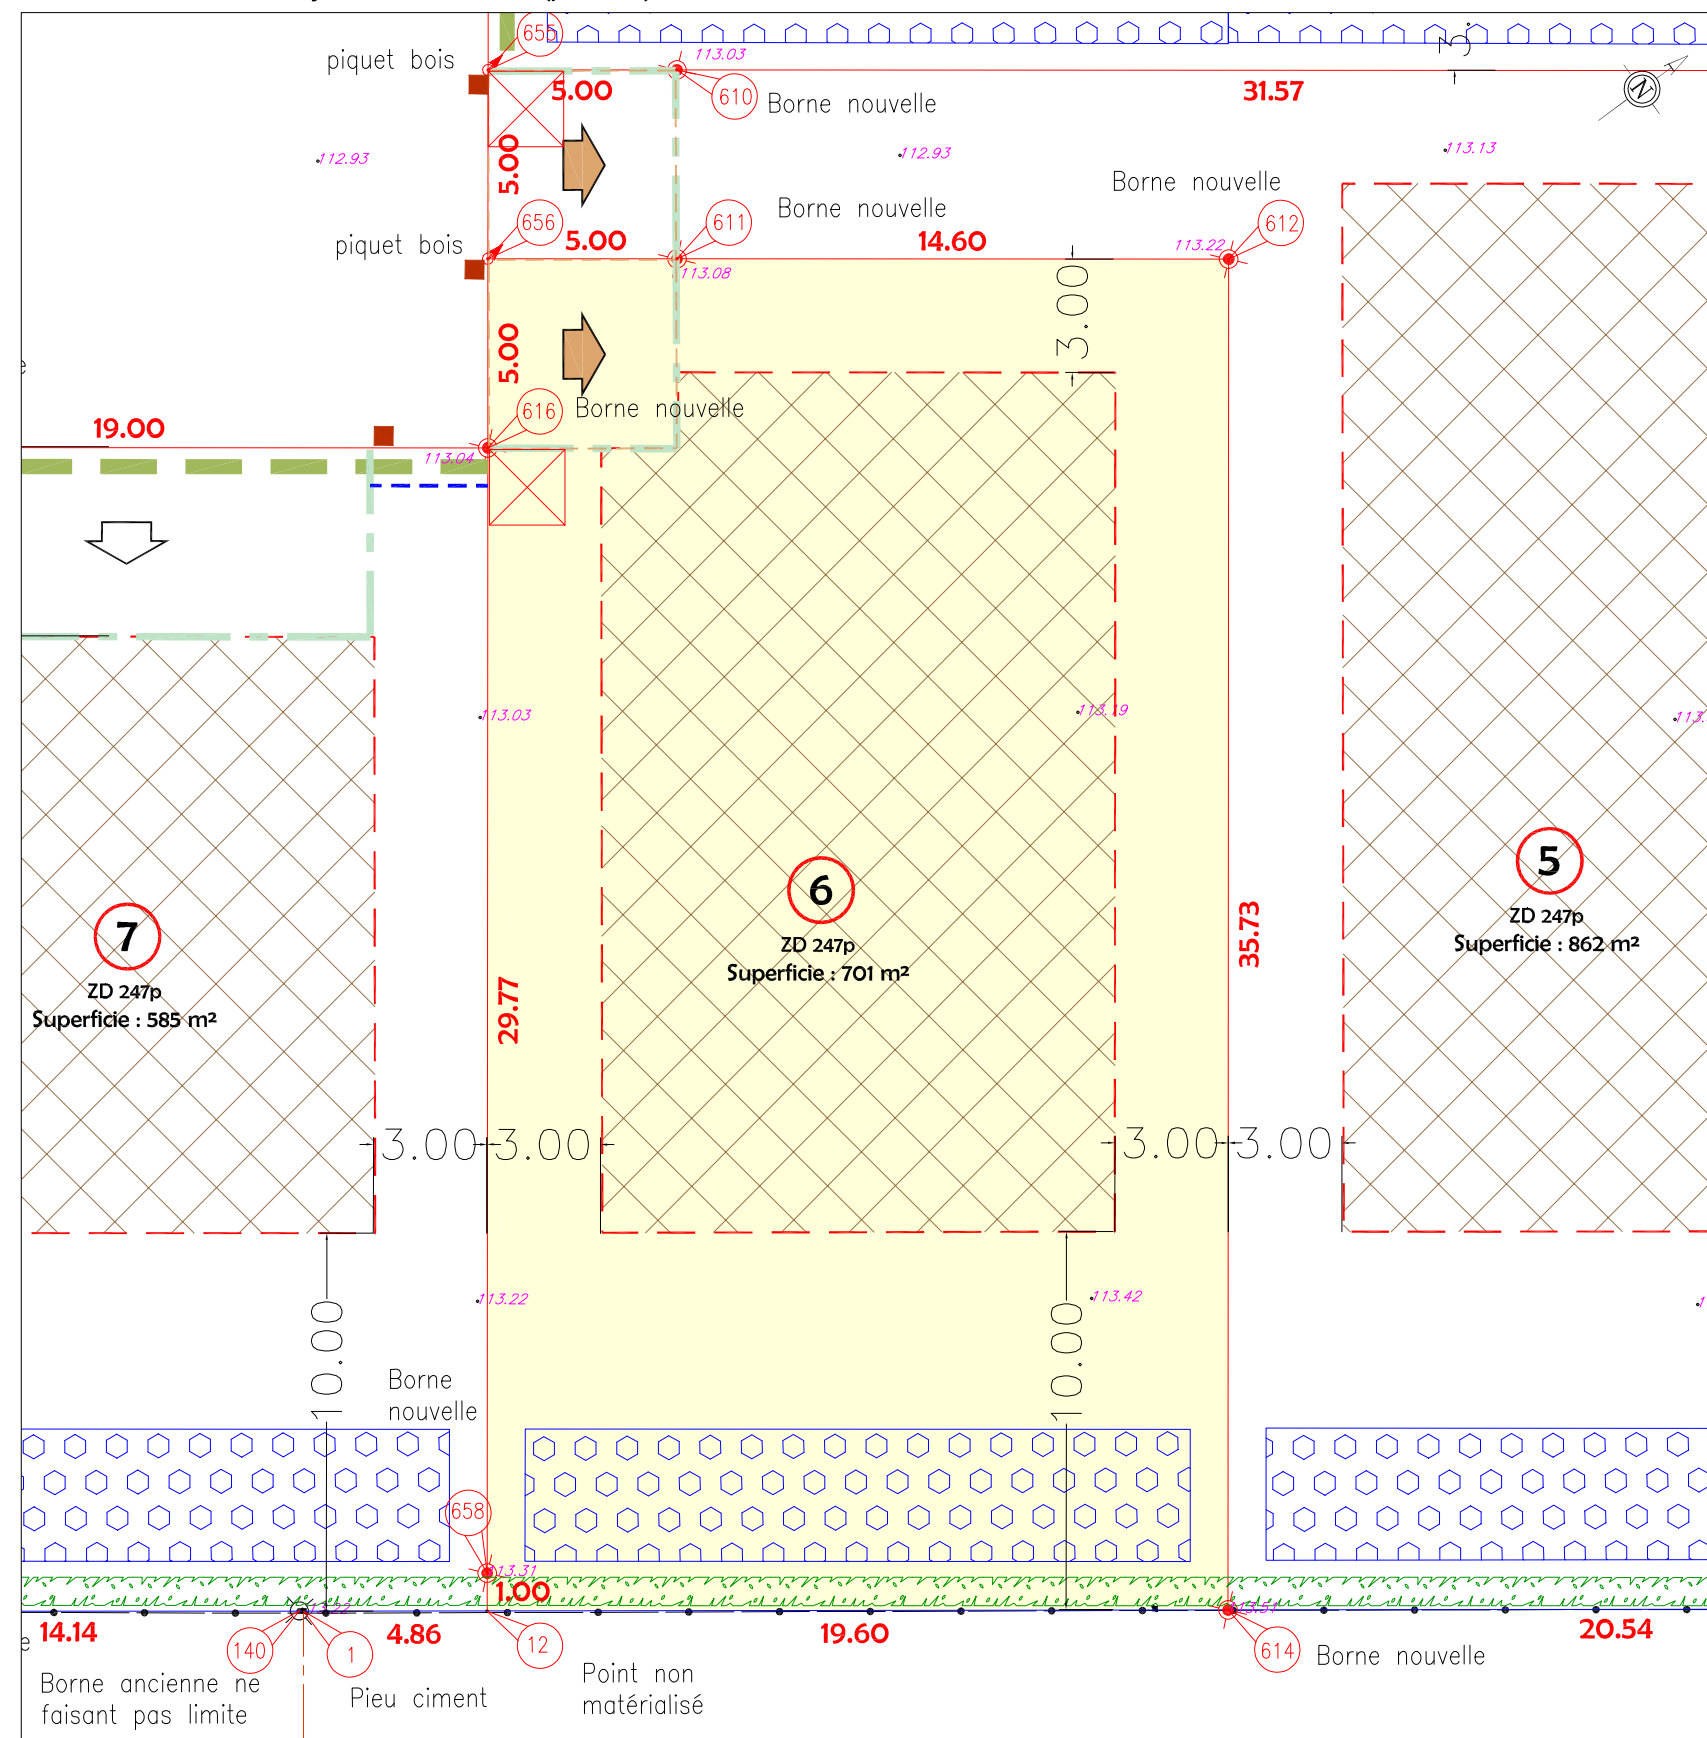 655
piquet bois
113.03
5.00
610
Borne nouvelle
31.57
N
5.00
112.93
112.93
113.13
Borne nouvelle
Borne nouvelle
656
611
612
piquet bois
5.00
14.60
113.22
113.08
3.00
5.00
616
Borne nouvelle
19.00
113.04
113.03
113.19
6
ZD 247p
Superficie : 701 m²
5
ZD 247p
Superficie : 862 m²
7
ZD 247p
Superficie : 585 m²
29.77
35.73
3.00
3.00
3.00
3.00
113.22
113.42
10.00
10.00
Borne
nouvelle
658
13.31
1.00
14.14
4.86
19.60
20.54
140
1
12
614
Borne nouvelle
Borne ancienne ne
faisant pas limite
Pieu ciment
Point non
matérialisé